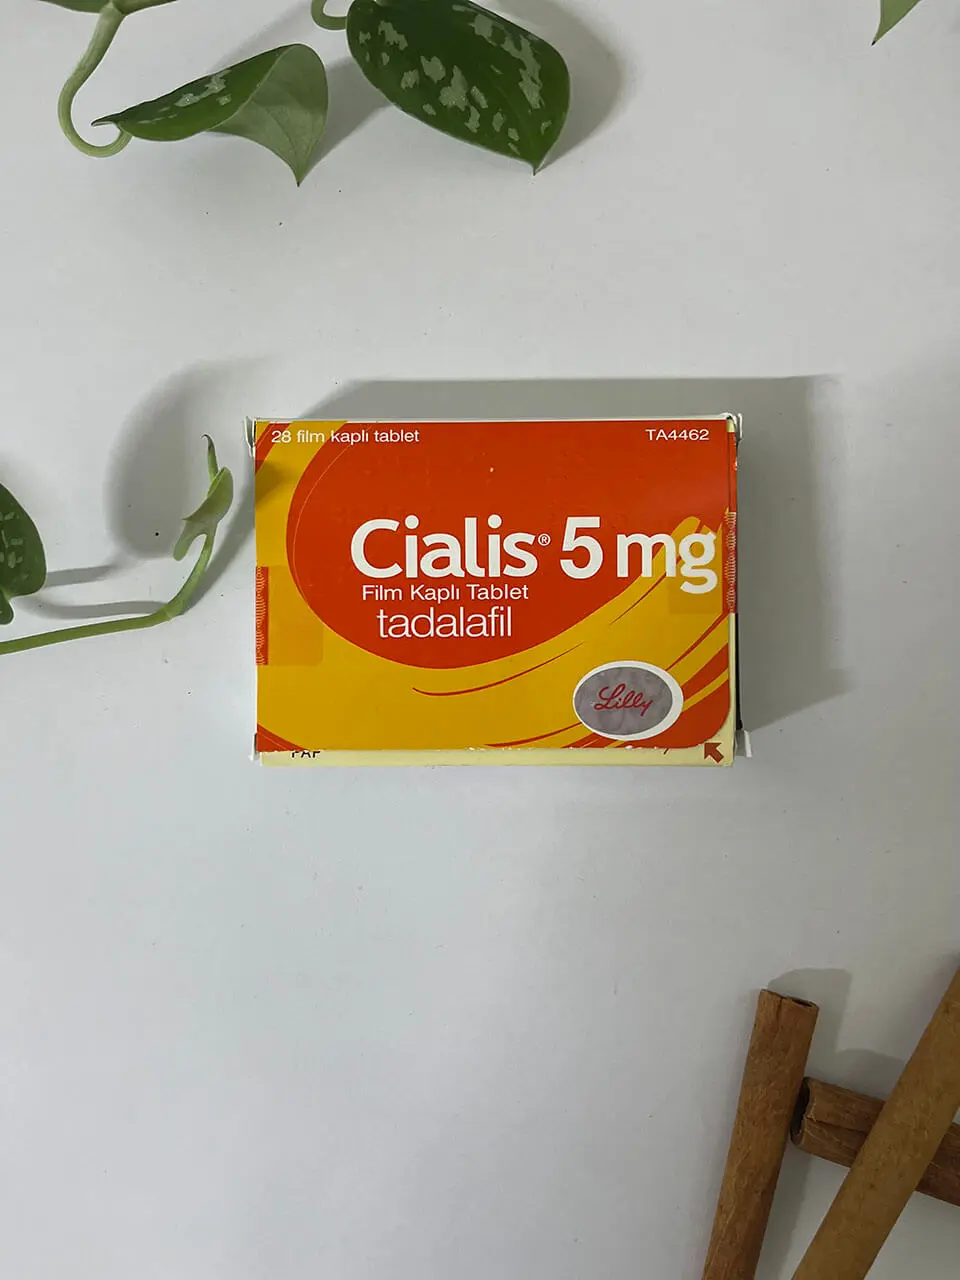 28 film kaplı tablet
TA4462
Cialis® 5 mg
Film Kaplı Tablet
tadalafil
Lilly